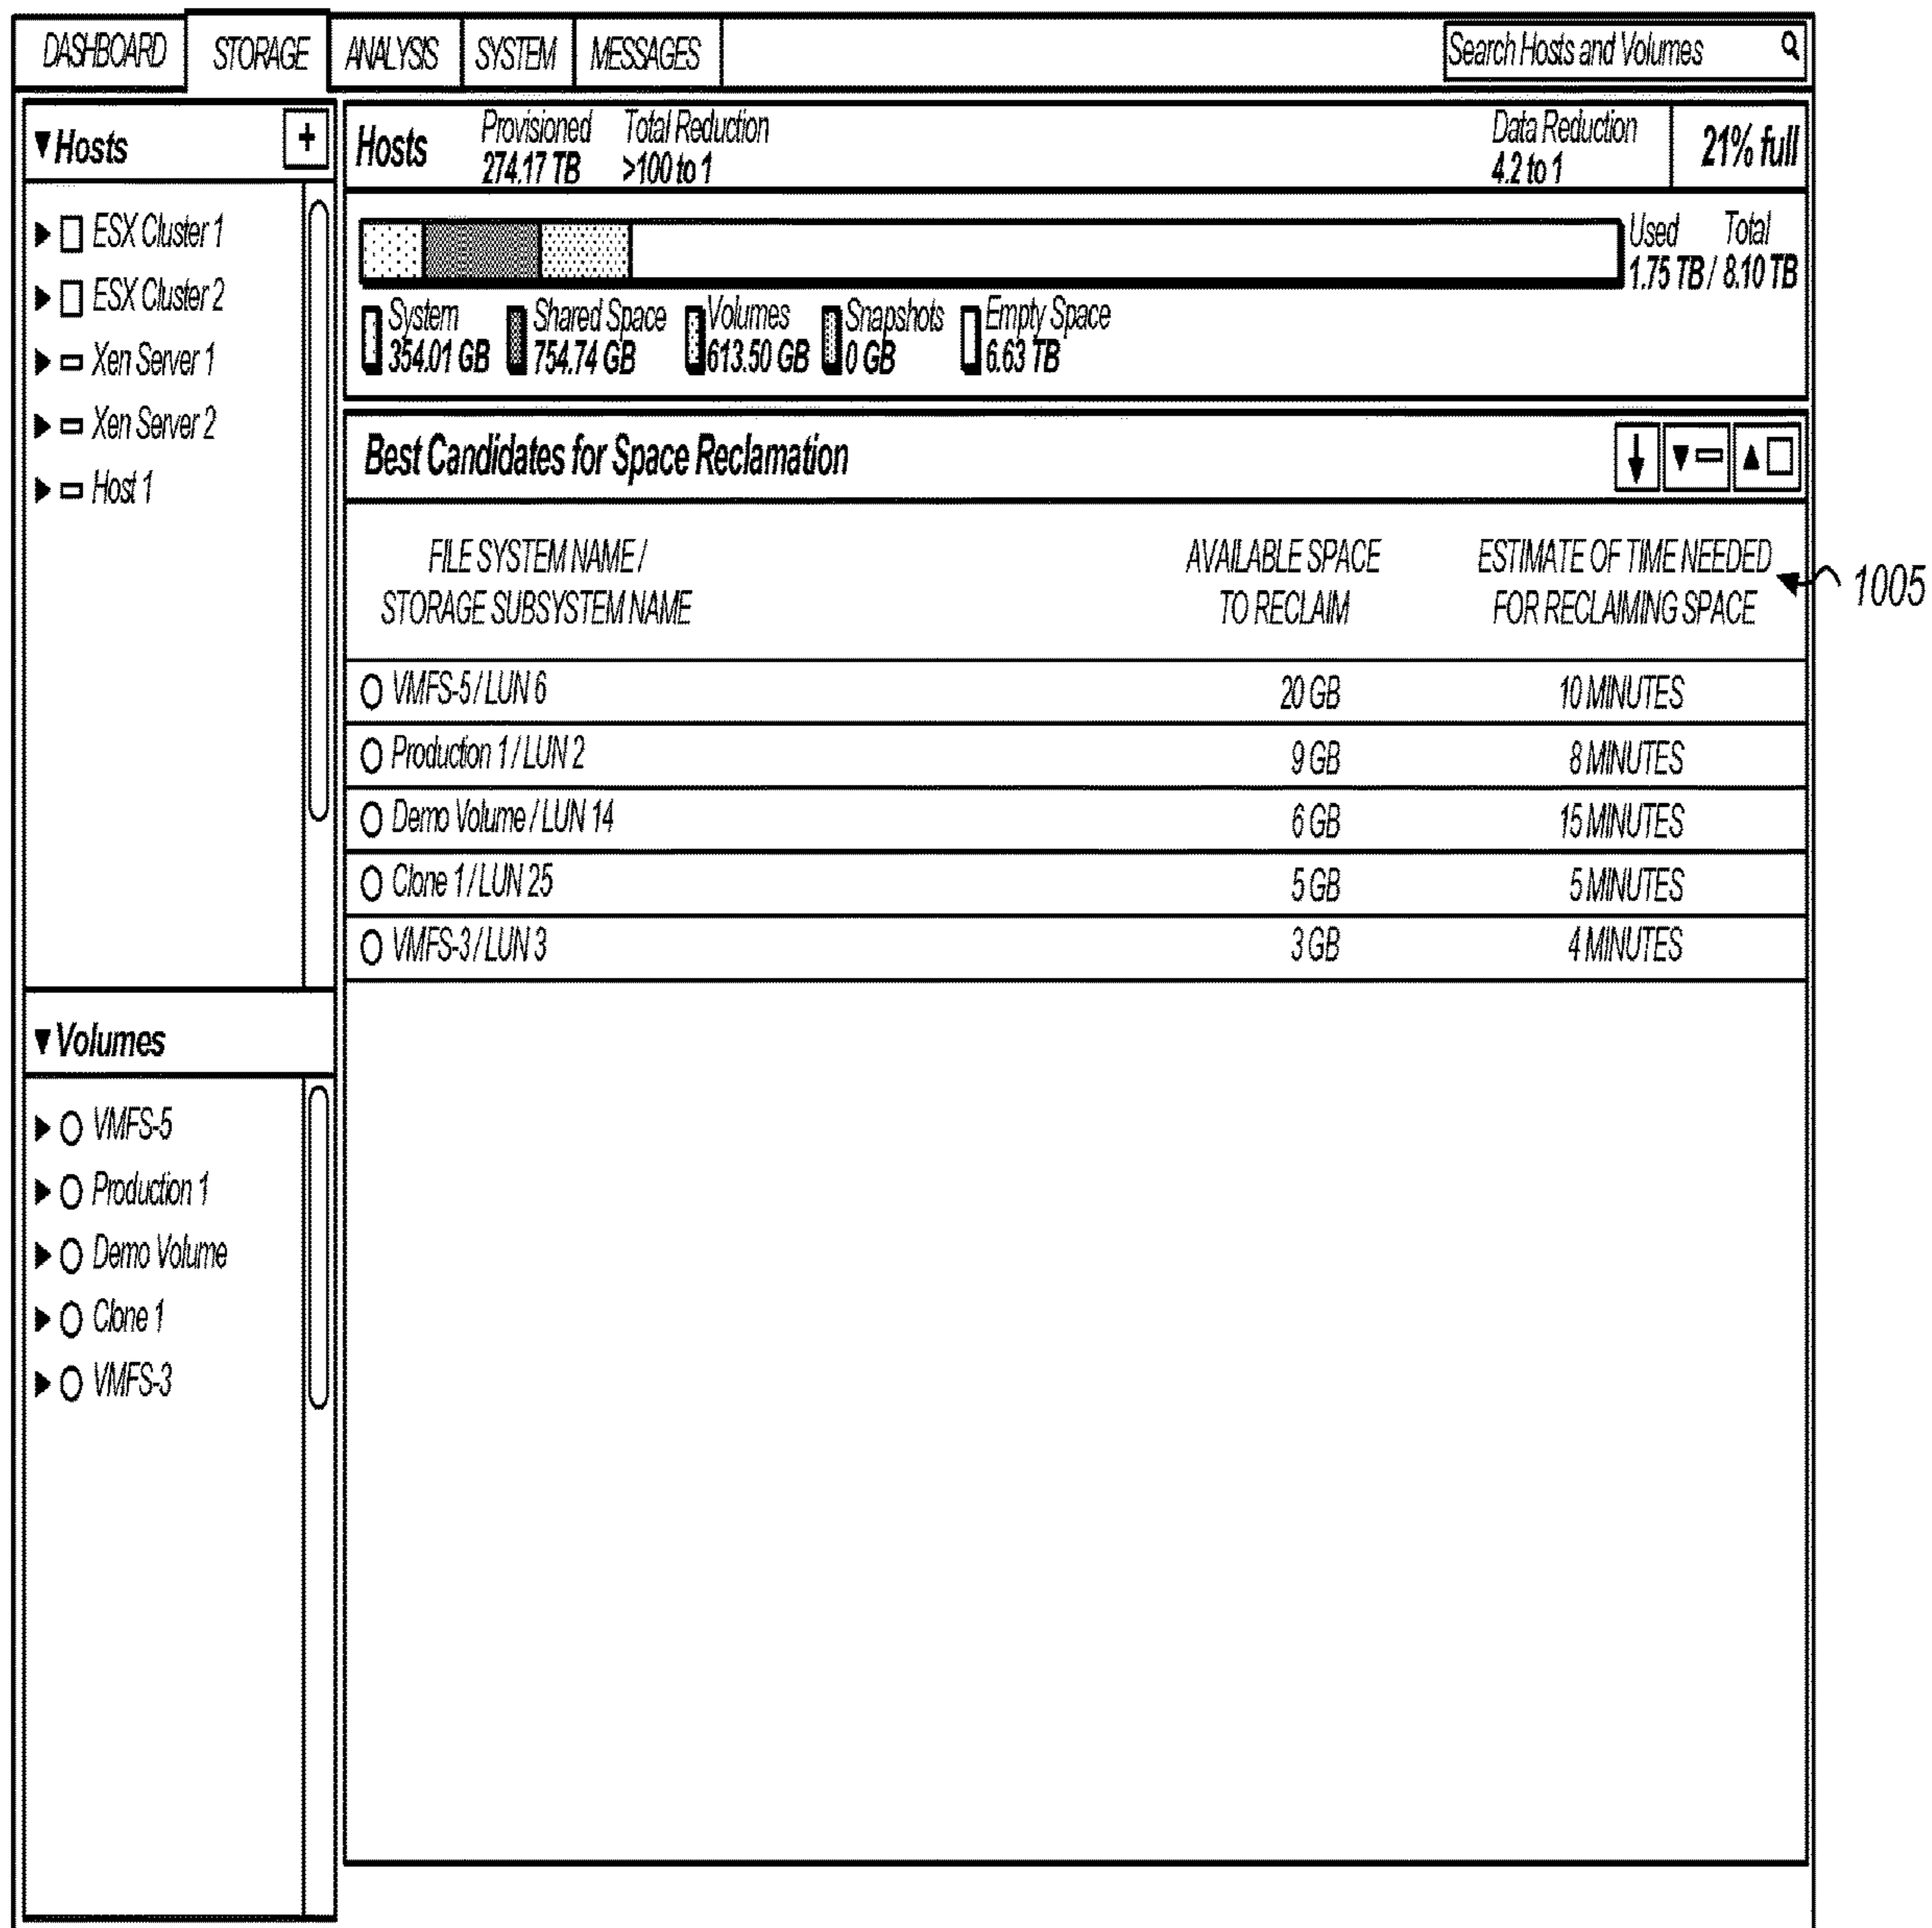 DASHBOARD STORAGE ANALYSIS SYSTEM MESSAGES Search Hosts and Volumes
▼Hosts +
ESX Cluster 1
ESX Cluster 2
Xen Server 1
Xen Server 2
Host 1
▼Volumes
VMFS-5
Production 1
Demo Volume
Clone 1
VMFS-3
Hosts Provisioned Total Reduction Data Reduction 21% full
274.17 TB >100 to 1 4.2 to 1
Used Total
1.75 TB / 8.10 TB
System Shared Space Volumes Snapshots Empty Space
354.01 GB 754.74 GB 613.50 GB 0 GB 6.63 TB
Best Candidates for Space Reclamation
FILE SYSTEM NAME / AVAILABLE SPACE ESTIMATE OF TIME NEEDED
STORAGE SUBSYSTEM NAME TO RECLAIM FOR RECLAIMING SPACE
1005
VMFS-5 / LUN 6 20 GB 10 MINUTES
Production 1 / LUN 2 9 GB 8 MINUTES
Demo Volume / LUN 14 6 GB 15 MINUTES
Clone 1 / LUN 25 5 GB 5 MINUTES
VMFS-3 / LUN 3 3 GB 4 MINUTES